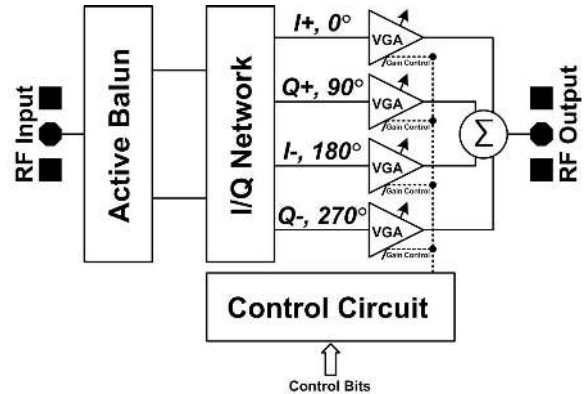 RF Input
Active Balun
I/Q Network
I+, 0°
VGA
Gain Control
Q+, 90°
VGA
Gain Control
I-, 180°
VGA
Gain Control
Q-, 270°
VGA
Gain Control
Σ
RF Output
Control Circuit
Control Bits